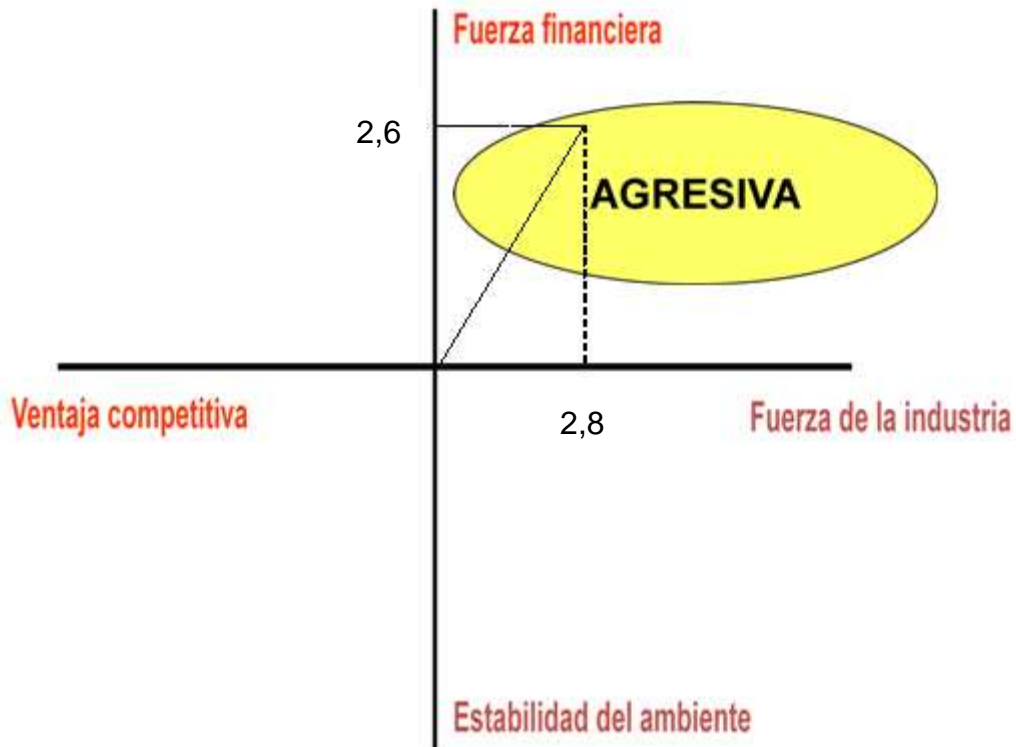 Fuerza financiera
2,6
AGRESIVA
Ventaja competitiva
2,8
Fuerza de la industria
Estabilidad del ambiente